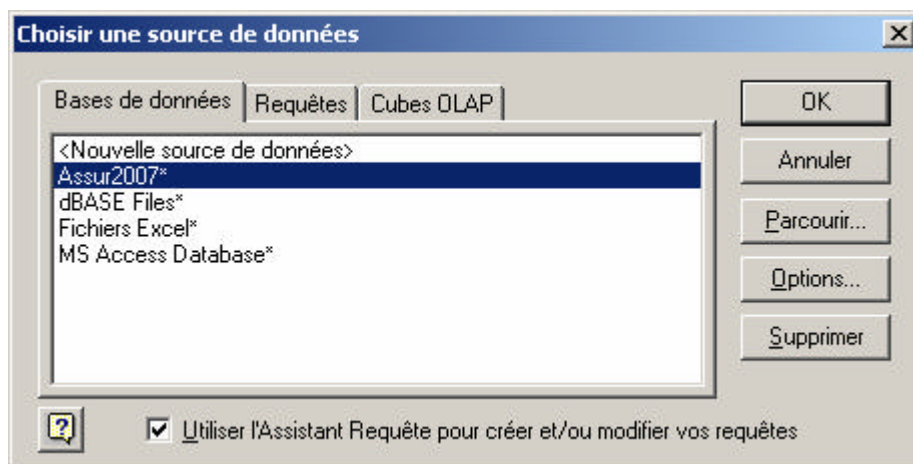 Choisir une source de données
Bases de données Requêtes Cubes OLAP
<Nouvelle source de données>
Assur2007*
dBASE Files*
Fichiers Excel*
MS Access Database*
OK
Annuler
Parcourir...
Options...
Supprimer
Utiliser l'Assistant Requête pour créer et/ou modifier vos requêtes